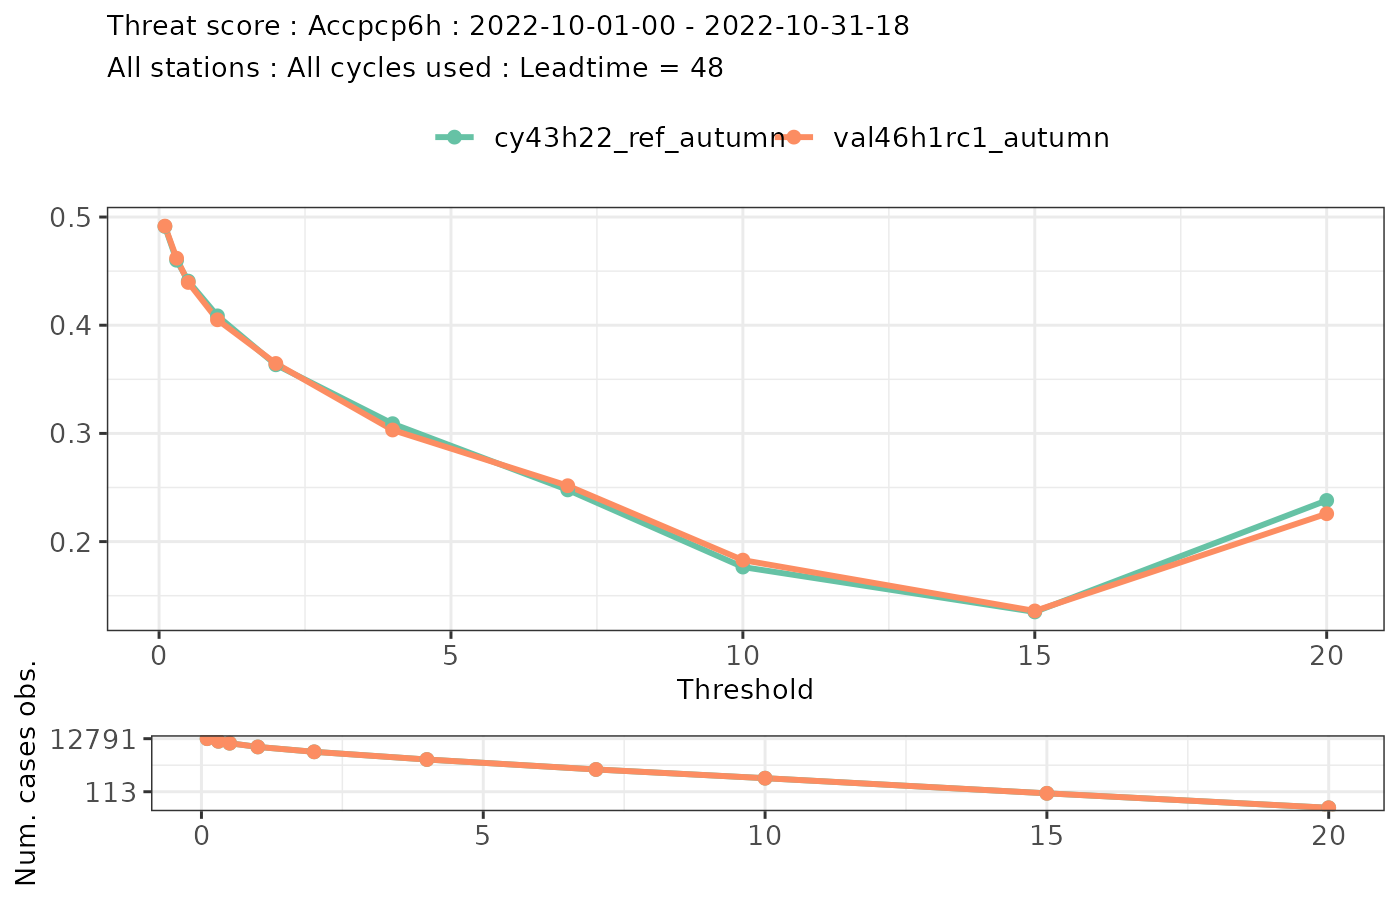 Threat score : Accpcp6h : 2022-10-01-00 - 2022-10-31-18
All stations : All cycles used : Leadtime = 48
cy43h22_ref_autumn val46h1rc1_autumn
0.5
0.4
0.3
0.2
0 5 10 15 20
Threshold
Num. cases obs.
12791
113
0 5 10 15 20